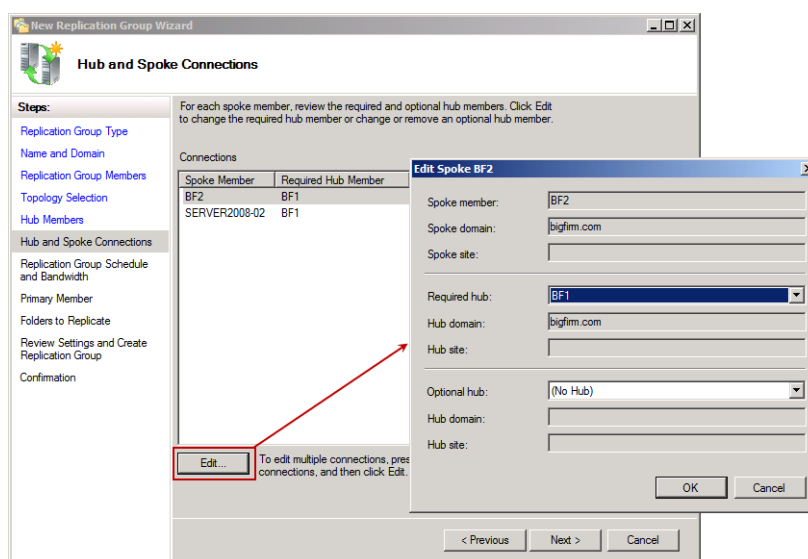 New Replication Group Wizard
Hub and Spoke Connections
Steps:
Replication Group Type
Name and Domain
Replication Group Members
Topology Selection
Hub Members
Hub and Spoke Connections
Replication Group Schedule
and Bandwidth
Primary Member
Folders to Replicate
Review Settings and Create
Replication Group
Confirmation
For each spoke member, review the required and optional hub members. Click Edit
to change the required hub member or change or remove an optional hub member.
Connections
Spoke Member Required Hub Member
BF2 BF1
SERVER2008-02 BF1
Edit...
To edit multiple connections, pres
connections, and then click Edit.
< Previous Next > Cancel
Edit Spoke BF2
Spoke member: BF2
Spoke domain: bigfirm.com
Spoke site:
Required hub: BF1
Hub domain: bigfirm.com
Hub site:
Optional hub: (No Hub)
Hub domain:
Hub site:
OK Cancel